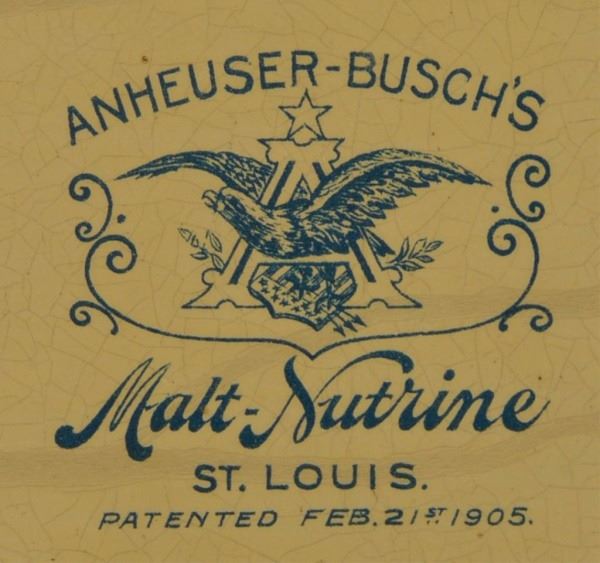 ANHEUSER-BUSCH'S
Malt-Nutrine
ST. LOUIS.
PATENTED FEB. 21ST 1905.